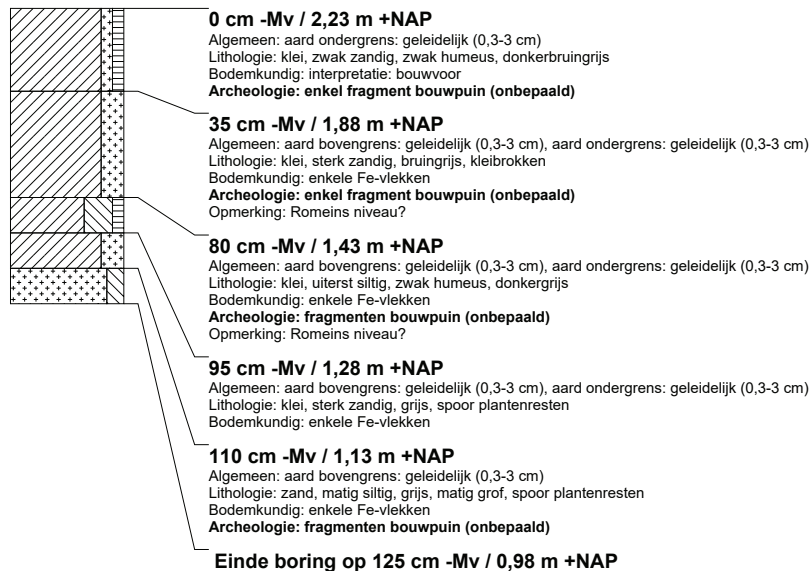 0 cm -Mv / 2,23 m +NAP
Algemeen: aard ondergrens: geleidelijk (0,3-3 cm)
Lithologie: klei, zwak zandig, zwak humeus, donkerbruingrijs
Bodemkundig: interpretatie: bouwvoor
Archeologie: enkel fragment bouwpuin (onbepaald)
35 cm -Mv / 1,88 m +NAP
Algemeen: aard bovengrens: geleidelijk (0,3-3 cm), aard ondergrens: geleidelijk (0,3-3 cm)
Lithologie: klei, sterk zandig, bruingrijs, kleibrokken
Bodemkundig: enkele Fe-vlekken
Archeologie: enkel fragment bouwpuin (onbepaald)
Opmerking: Romeins niveau?
80 cm -Mv / 1,43 m +NAP
Algemeen: aard bovengrens: geleidelijk (0,3-3 cm), aard ondergrens: geleidelijk (0,3-3 cm)
Lithologie: klei, uiterst siltig, zwak humeus, donkergrijs
Bodemkundig: enkele Fe-vlekken
Archeologie: fragmenten bouwpuin (onbepaald)
Opmerking: Romeins niveau?
95 cm -Mv / 1,28 m +NAP
Algemeen: aard bovengrens: geleidelijk (0,3-3 cm), aard ondergrens: geleidelijk (0,3-3 cm)
Lithologie: klei, sterk zandig, grijs, spoor plantenresten
Bodemkundig: enkele Fe-vlekken
110 cm -Mv / 1,13 m +NAP
Algemeen: aard bovengrens: geleidelijk (0,3-3 cm)
Lithologie: zand, matig siltig, grijs, matig grof, spoor plantenresten
Bodemkundig: enkele Fe-vlekken
Archeologie: fragmenten bouwpuin (onbepaald)
Einde boring op 125 cm -Mv / 0,98 m +NAP